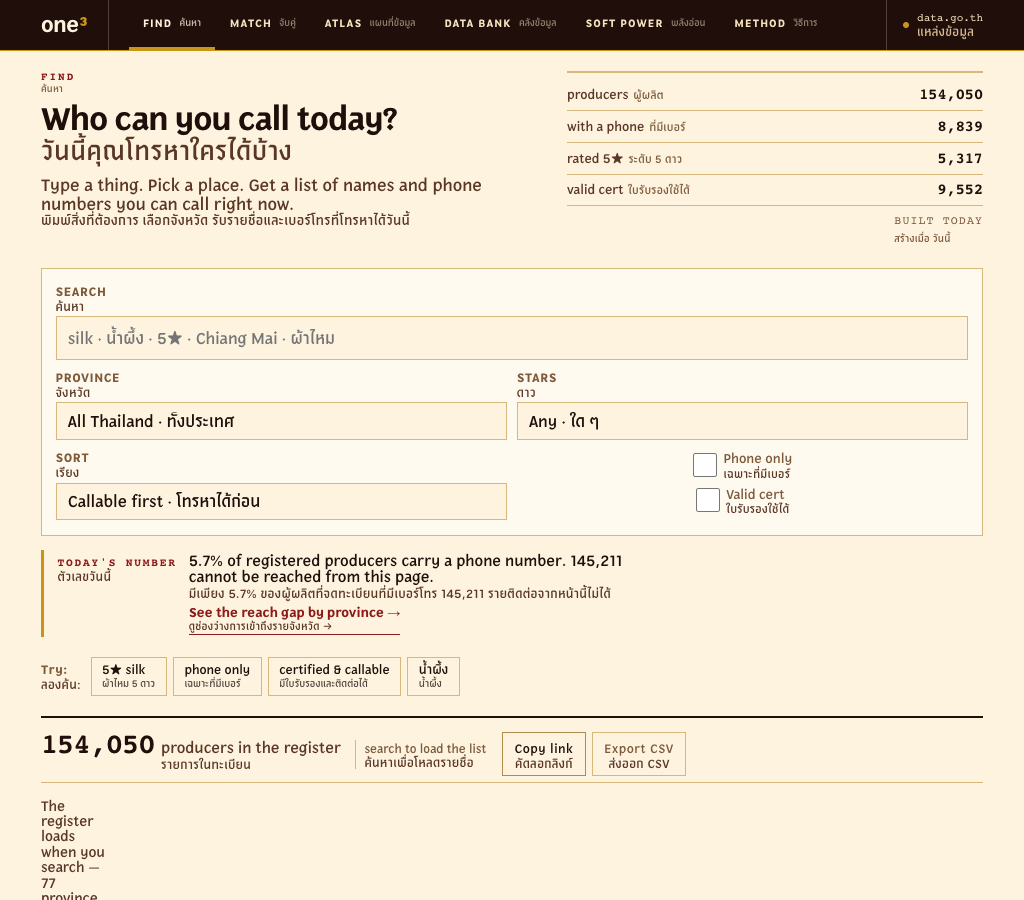 one³
FIND ค้นหา
MATCH จับคู่
ATLAS แผนที่ข้อมูล
DATA BANK คลังข้อมูล
SOFT POWER พลังอ่อน
METHOD วิธีการ
data.go.th
แหล่งข้อมูล
FIND
ค้นหา
Who can you call today?
วันนี้คุณโทรหาใครได้บ้าง
Type a thing. Pick a place. Get a list of names and phone
numbers you can call right now.
พิมพ์สิ่งที่ต้องการ เลือกจังหวัด รับรายชื่อและเบอร์โทรที่โทรหาได้วันนี้
producers ผู้ผลิต 154,050
with a phone ที่มีเบอร์ 8,839
rated 5★ ระดับ 5 ดาว 5,317
valid cert ใบรับรองใช้ได้ 9,552
BUILT TODAY
สร้างเมื่อ วันนี้
SEARCH
ค้นหา
silk · น้ำผึ้ง · 5★ · Chiang Mai · ผ้าไหม
PROVINCE
จังหวัด
All Thailand · ทั้งประเทศ
STARS
ดาว
Any · ใด ๆ
SORT
เรียง
Callable first · โทรหาได้ก่อน
Phone only
เฉพาะที่มีเบอร์
Valid cert
ใบรับรองใช้ได้
TODAY'S NUMBER
ตัวเลขวันนี้
5.7% of registered producers carry a phone number. 145,211
cannot be reached from this page.
มีเพียง 5.7% ของผู้ผลิตที่จดทะเบียนที่มีเบอร์โทร 145,211 รายติดต่อจากหน้านี้ไม่ได้
See the reach gap by province →
ดูช่องว่างการเข้าถึงรายจังหวัด →
Try:
ลองค้น:
5★ silk
ผ้าไหม 5 ดาว
phone only
เฉพาะที่มีเบอร์
certified & callable
มีใบรับรองและติดต่อได้
น้ำผึ้ง
น้ำผึ้ง
154,050 producers in the register
รายการในทะเบียน
search to load the list
ค้นหาเพื่อโหลดรายชื่อ
Copy link
คัดลอกลิงก์
Export CSV
ส่งออก CSV
The
register
loads
when you
search —
77
province